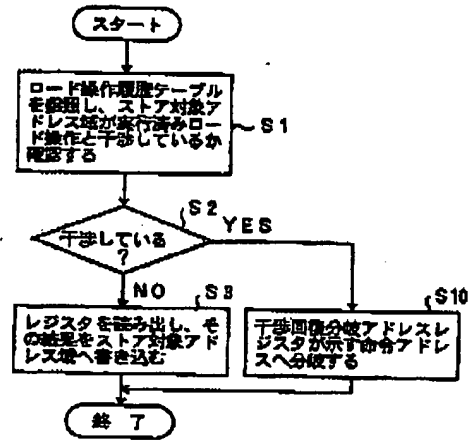 スタート
ロード操作履歴テーブル
を参照し、ストア対象ア
ドレス域が実行済みロー
ド操作と干渉しているか
確認する
S1
干渉している
?
S2
YES
NO
S3
レジスタを読み出し、そ
の結果をストア対象アド
レス域へ書き込む
S10
干渉回復分岐アドレスレ
ジスタが示す命令アドレ
スへ分岐する
終了